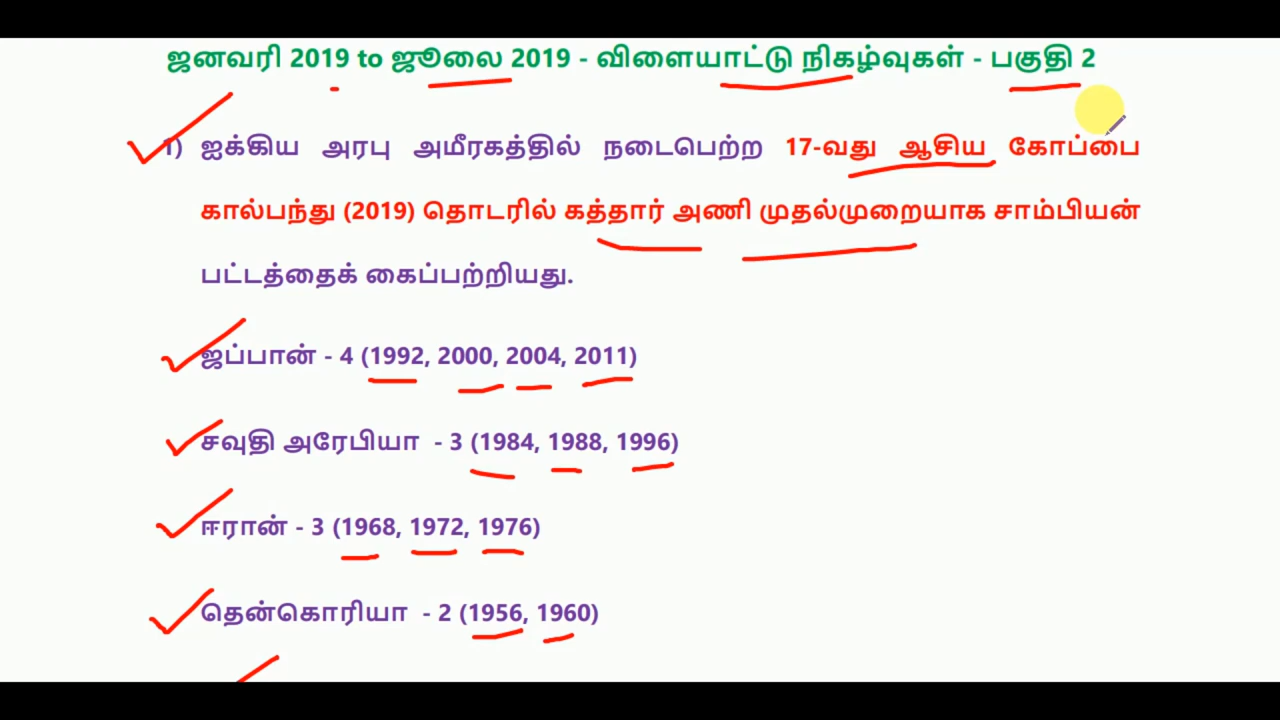 ஜனவரி 2019 to ஜூலை 2019 - விளையாட்டு நிகழ்வுகள் - பகுதி 2
1) ஐக்கிய அரபு அமீரகத்தில் நடைபெற்ற 17-வது ஆசிய கோப்பை
கால்பந்து (2019) தொடரில் கத்தார் அணி முதல்முறையாக சாம்பியன்
பட்டத்தைக் கைப்பற்றியது.
ஜப்பான் - 4 (1992, 2000, 2004, 2011)
சவுதி அரேபியா - 3 (1984, 1988, 1996)
ஈரான் - 3 (1968, 1972, 1976)
தென்கொரியா - 2 (1956, 1960)